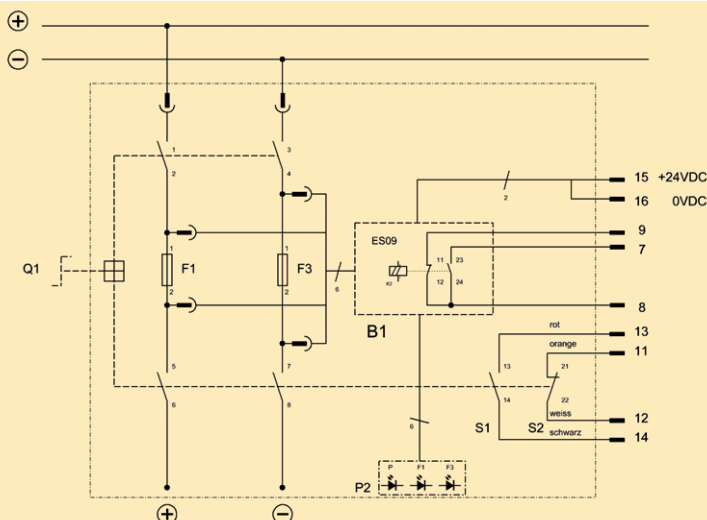 +
−
1
3
2
4
15 +24VDC
2
16 0VDC
9
ES09
7
1
1
11
23
Q1
F1
F3
6
K2
12
24
2
2
8
B1
rot
13
orange
11
5
7
13
21
6
8
14
22
weiss
12
6
S1
S2
schwarz
14
P
F1
F3
P2
+
−